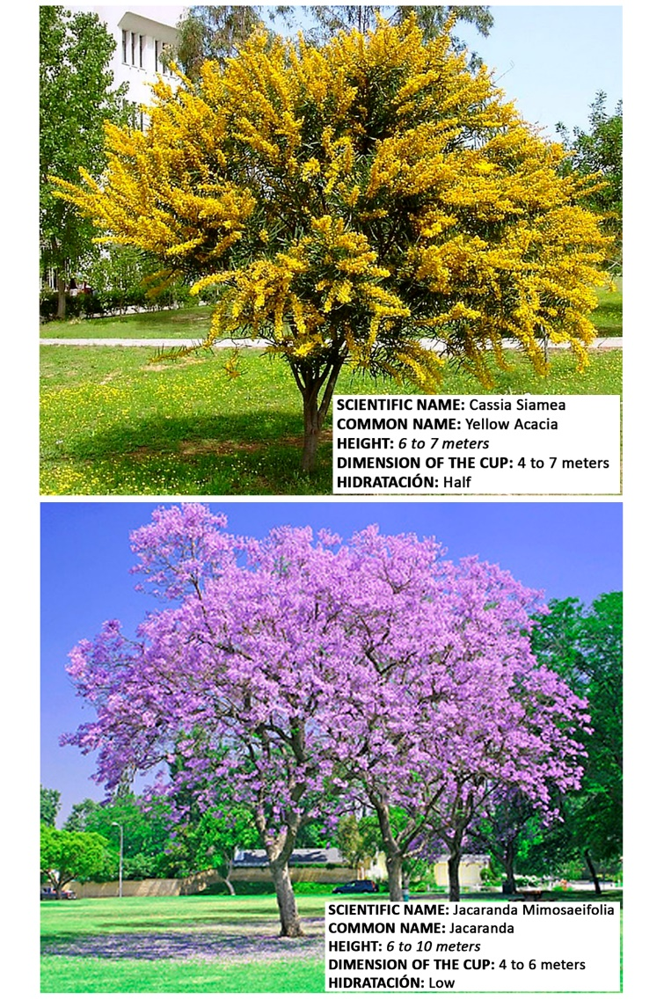 SCIENTIFIC NAME: Cassia Siamea
COMMON NAME: Yellow Acacia
HEIGHT: 6 to 7 meters
DIMENSION OF THE CUP: 4 to 7 meters
HIDRATACIÓN: Half
SCIENTIFIC NAME: Jacaranda Mimosaeifolia
COMMON NAME: Jacaranda
HEIGHT: 6 to 10 meters
DIMENSION OF THE CUP: 4 to 6 meters
HIDRATACIÓN: Low